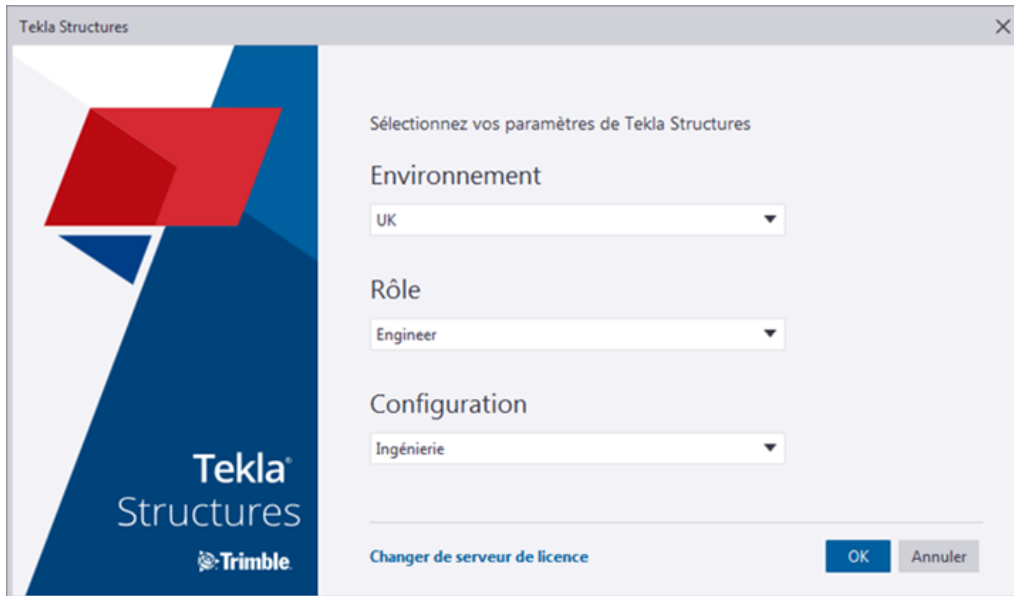 Tekla Structures
Sélectionnez vos paramètres de Tekla Structures
Environnement
UK
Rôle
Engineer
Configuration
Ingénierie
Tekla®
Structures
Trimble.
Changer de serveur de licence
OK
Annuler